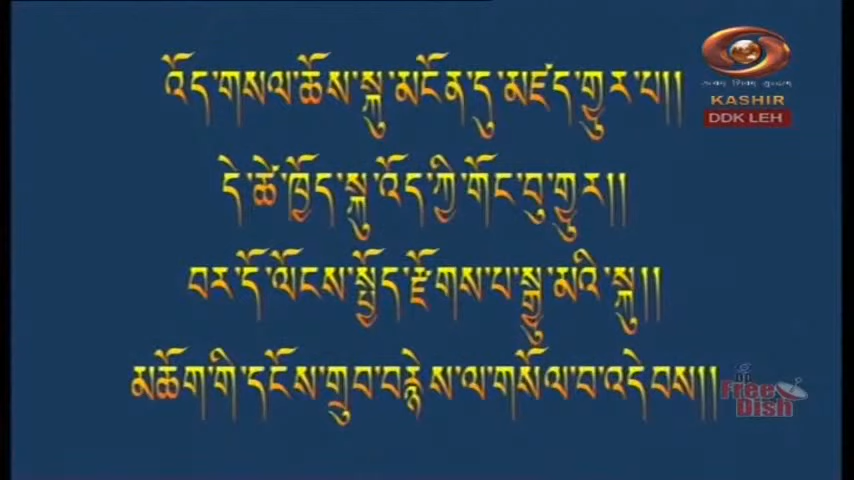 འོད་གསལ་ཆོས་སྐུ་མངོན་དུ་མཛད་གྱུར་པ།།
དེ་ཚེ་ཁྱོད་སྐུ་འོད་ཀྱི་གོང་བུ་གྱུར།།
བར་དོ་ལོངས་སྤྱོད་རྫོགས་པ་སྒྱུ་མའི་སྐུ།།
མཆོག་གི་དངོས་གྲུབ་བརྙེས་ལ་གསོལ་བ་འདེབས།།
KASHIR
DDK LEH
Free
Dish